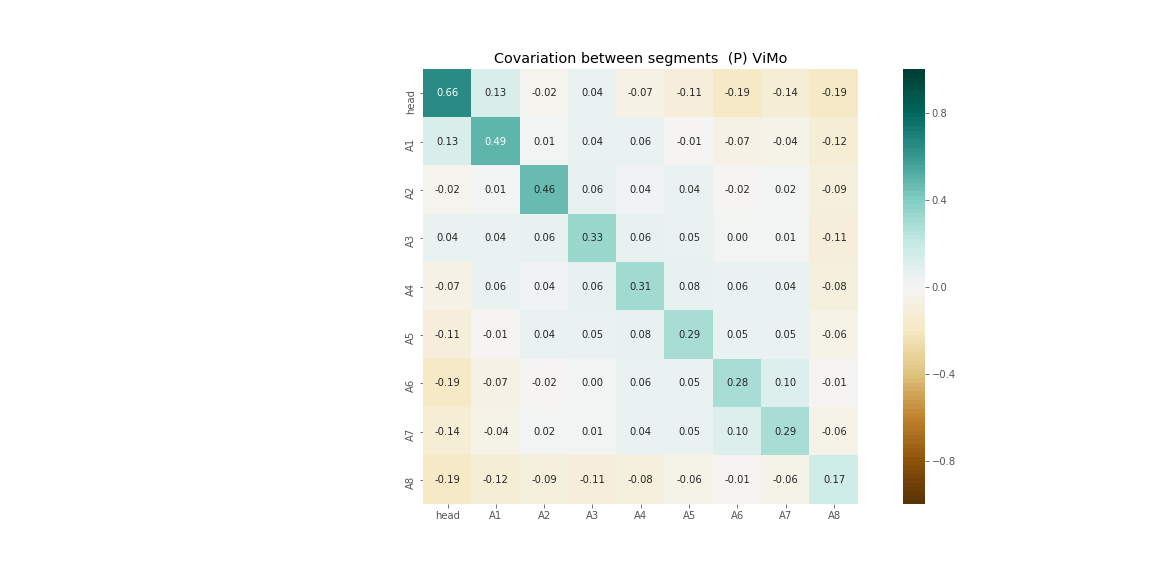 Covariation between segments  (P) ViMo
head 0.66 0.13 -0.02 0.04 -0.07 -0.11 -0.19 -0.14 -0.19
A1 0.13 0.49 0.01 0.04 0.06 -0.01 -0.07 -0.04 -0.12
A2 -0.02 0.01 0.46 0.06 0.04 0.04 -0.02 0.02 -0.09
A3 0.04 0.04 0.06 0.33 0.06 0.05 0.00 0.01 -0.11
A4 -0.07 0.06 0.04 0.06 0.31 0.08 0.06 0.04 -0.08
A5 -0.11 -0.01 0.04 0.05 0.08 0.29 0.05 0.05 -0.06
A6 -0.19 -0.07 -0.02 0.00 0.06 0.05 0.28 0.10 -0.01
A7 -0.14 -0.04 0.02 0.01 0.04 0.05 0.10 0.29 -0.06
A8 -0.19 -0.12 -0.09 -0.11 -0.08 -0.06 -0.01 -0.06 0.17
head A1 A2 A3 A4 A5 A6 A7 A8
0.8
0.4
0.0
−0.4
−0.8